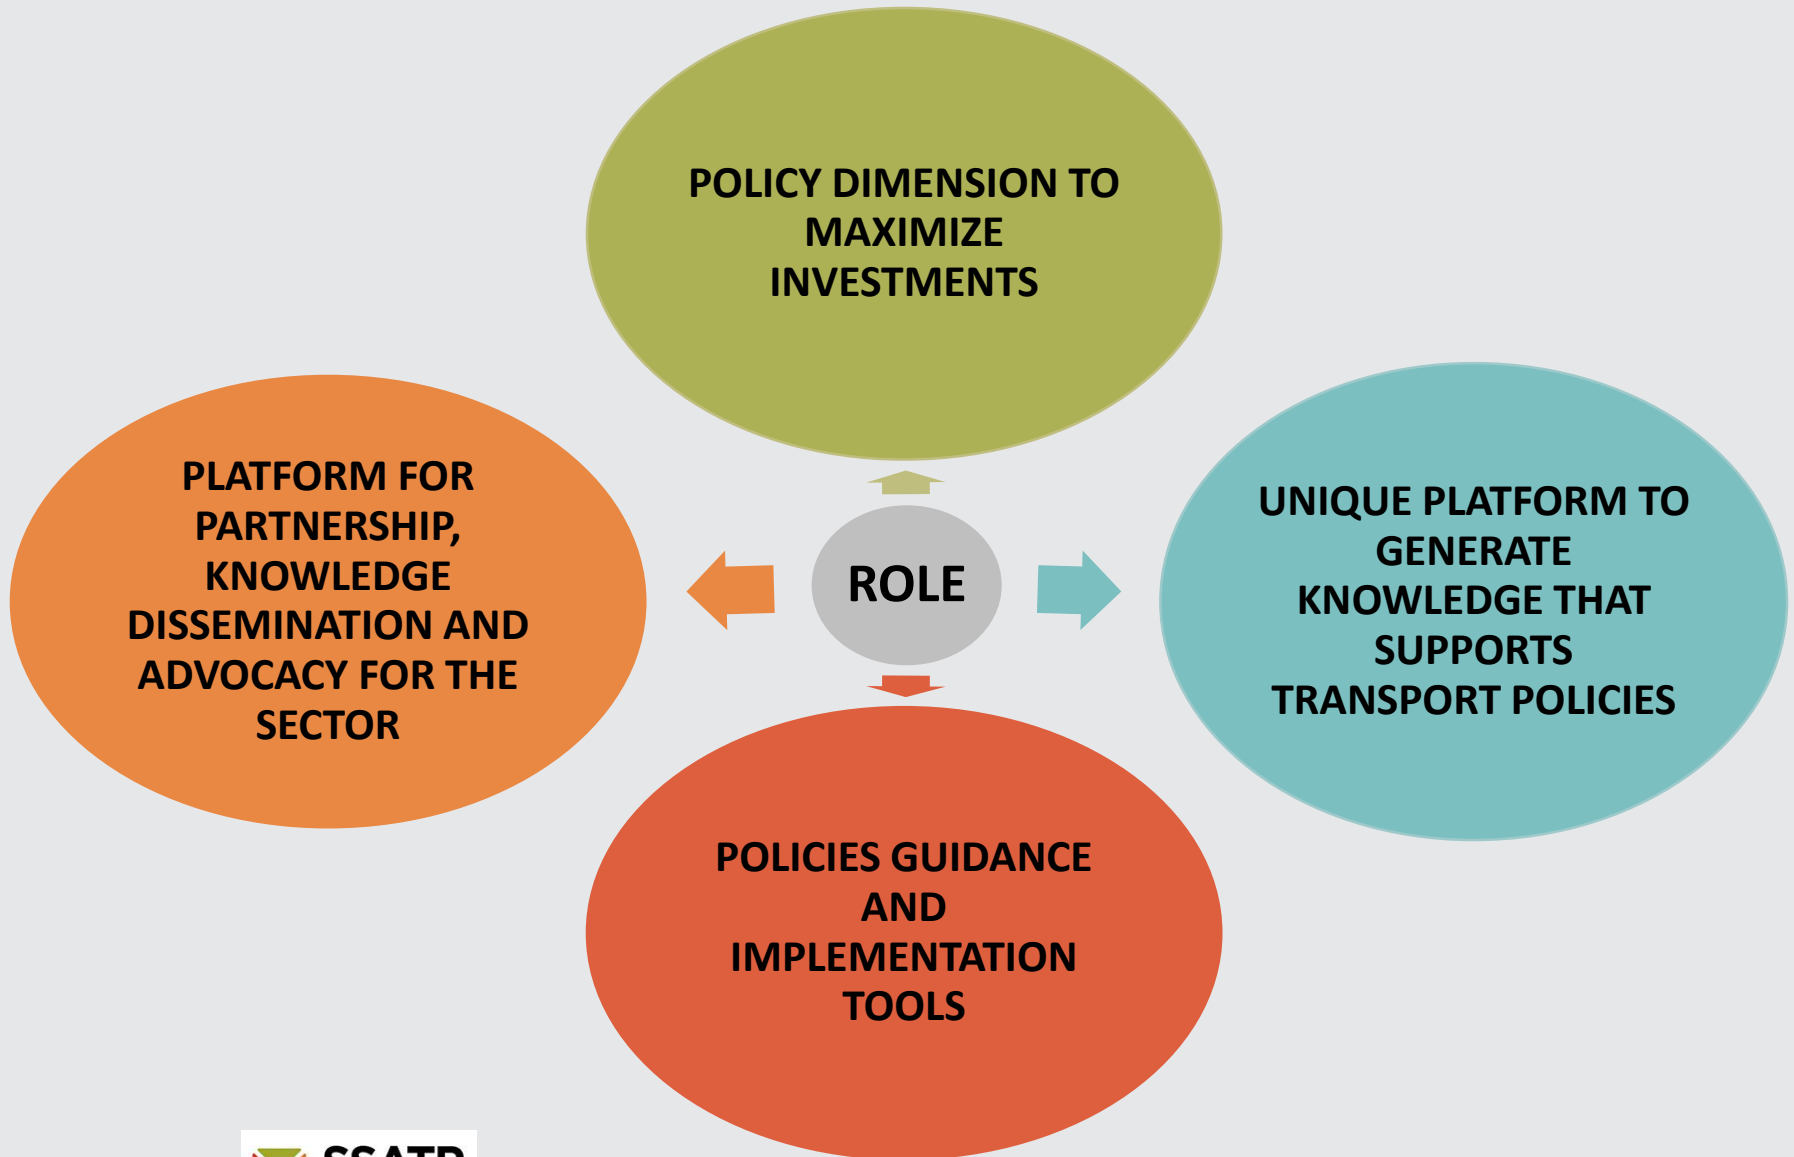 POLICY DIMENSION TO
MAXIMIZE
INVESTMENTS
PLATFORM FOR
PARTNERSHIP,
KNOWLEDGE
DISSEMINATION AND
ADVOCACY FOR THE
SECTOR
ROLE
UNIQUE PLATFORM TO
GENERATE
KNOWLEDGE THAT
SUPPORTS
TRANSPORT POLICIES
POLICIES GUIDANCE
AND
IMPLEMENTATION
TOOLS
SSATP